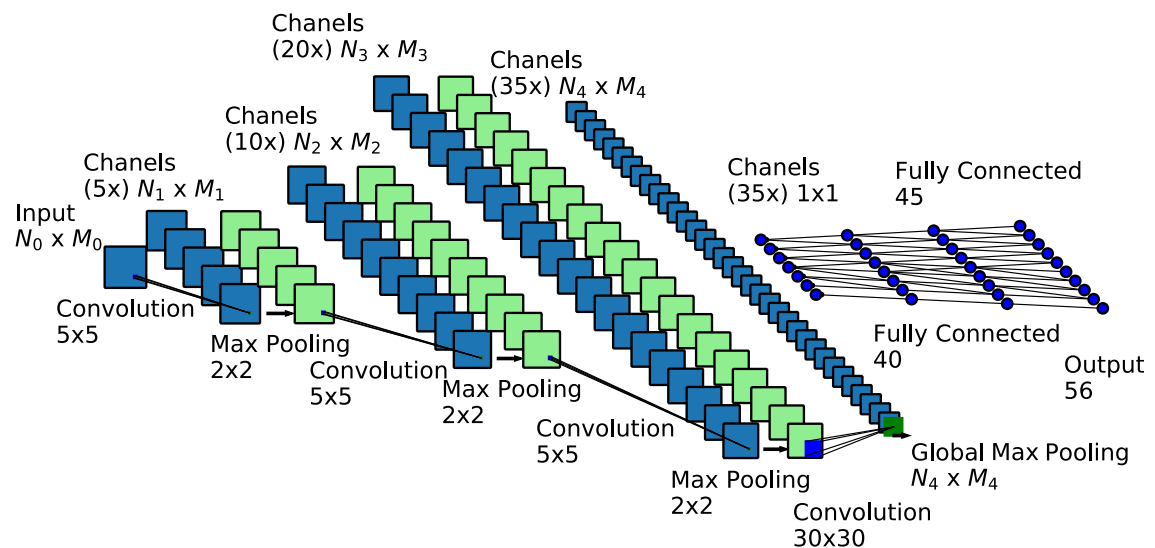 Chanels
(20x) N₃ x M₃
Chanels
(35x) N₄ x M₄
Chanels
(10x) N₂ x M₂
Chanels
(5x) N₁ x M₁
Input
N₀ x M₀
Chanels
(35x) 1x1
Fully Connected
45
Convolution
5x5
Max Pooling
2x2
Convolution
5x5
Max Pooling
2x2
Convolution
5x5
Max Pooling
2x2
Convolution
30x30
Global Max Pooling
N₄ x M₄
Fully Connected
40
Output
56